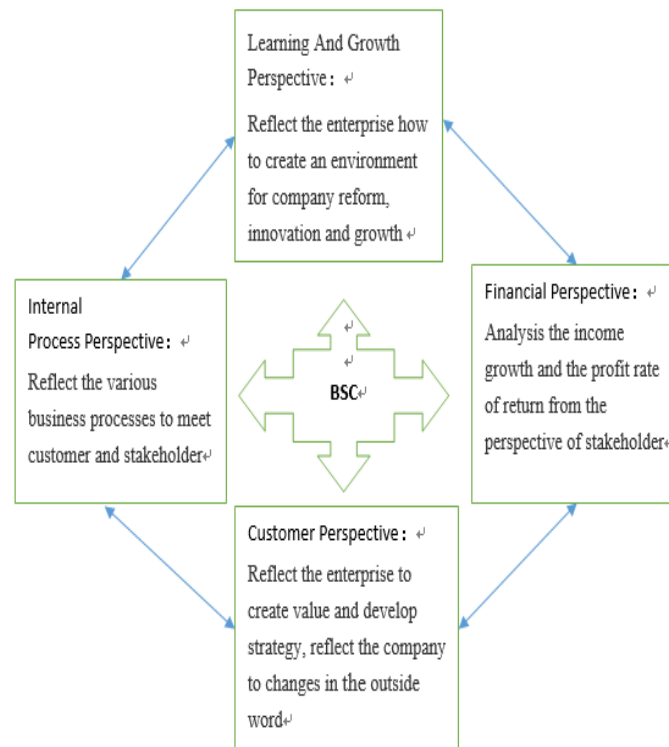 Learning And Growth
Perspective： ↵
Reflect the enterprise how
to create an environment
for company reform,
innovation and growth↵
Internal
Process Perspective： ↵
Reflect the various
business processes to meet
customer and stakeholder↵
↵
↵
BSC↵
Financial Perspective： ↵
Analysis the income
growth and the profit rate
of return from the
perspective of stakeholder↵
Customer Perspective： ↵
Reflect the enterprise to
create value and develop
strategy, reflect the company
to changes in the outside
word↵